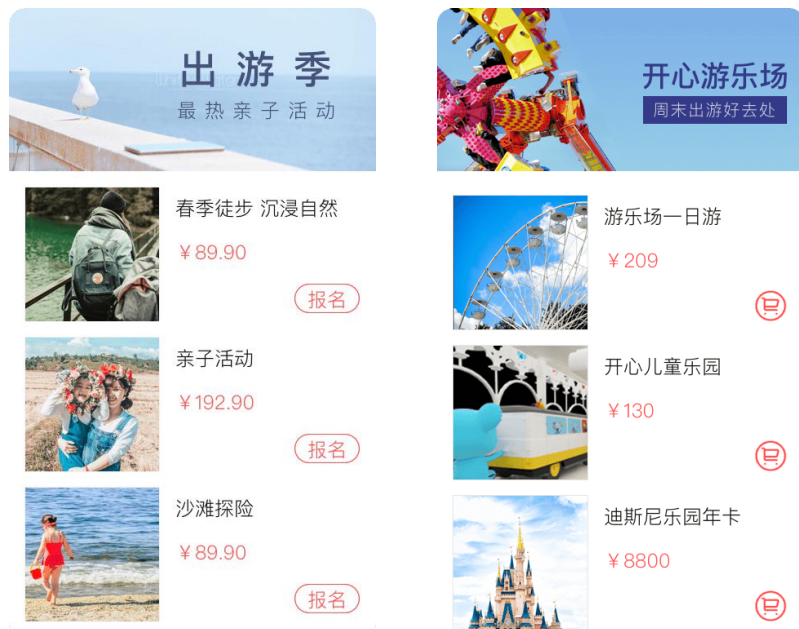 出游季
最热亲子活动
春季徒步 沉浸自然
￥89.90
报名
亲子活动
￥192.90
报名
沙滩探险
￥89.90
报名
开心游乐场
周末出游好去处
游乐场一日游
￥209
开心儿童乐园
￥130
迪斯尼乐园年卡
￥8800